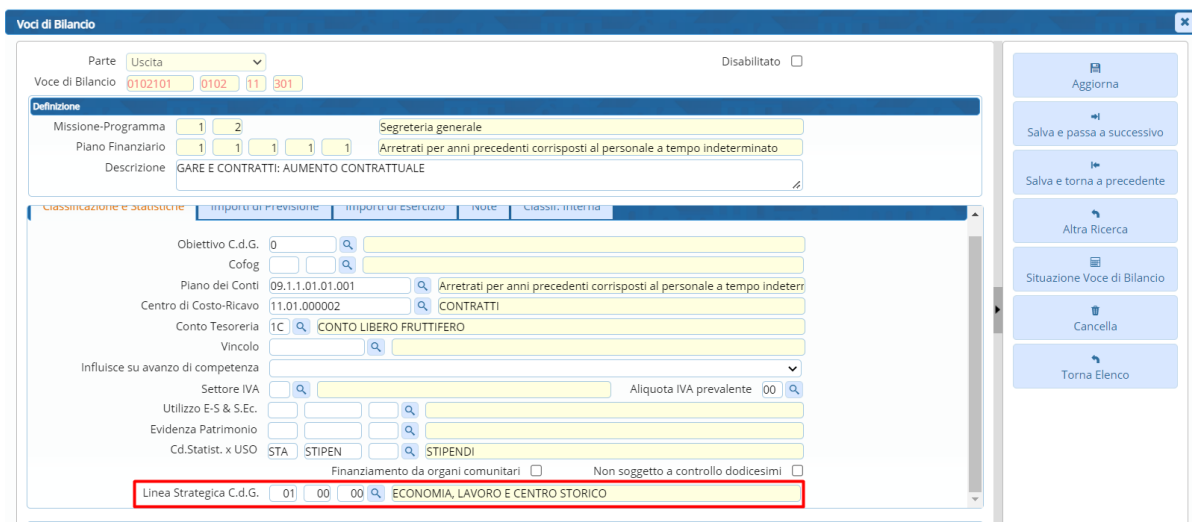 Voci di Bilancio
Parte Uscita Disabilitato
Voce di Bilancio 0102101 0102 11 301
Definizione
Missione-Programma 1 2 Segreteria generale
Piano Finanziario 1 1 1 1 1 Arretrati per anni precedenti corrisposti al personale a tempo indeterminato
Descrizione GARE E CONTRATTI: AUMENTO CONTRATTUALE
Classificazione e Statistiche Importi di Previsione Importi di Esercizio Note Classif. Interna
Obiettivo C.d.G. 0
Cofog
Piano dei Conti 09.1.1.01.01.001 Arretrati per anni precedenti corrisposti al personale a tempo indeterr
Centro di Costo-Ricavo 11.01.000002 CONTRATTI
Conto Tesoreria 1C CONTO LIBERO FRUTTIFERO
Vincolo
Influisce su avanzo di competenza
Settore IVA Aliquota IVA prevalente 00
Utilizzo E-S & S.Ec.
Evidenza Patrimonio
Cd.Statist. x USO STA STIPEN STIPENDI
Finanziamento da organi comunitari Non soggetto a controllo dodicesimi
Linea Strategica C.d.G. 01 00 00 ECONOMIA, LAVORO E CENTRO STORICO
Aggiorna
Salva e passa a successivo
Salva e torna a precedente
Altra Ricerca
Situazione Voce di Bilancio
Cancella
Torna Elenco